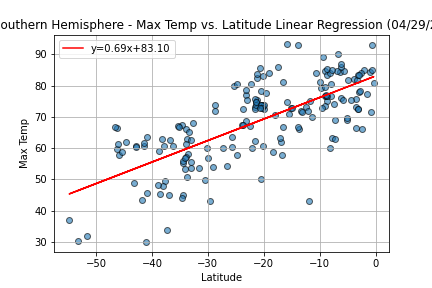 outhern Hemisphere - Max Temp vs. Latitude Linear Regression (04/29/
y=0.69x+83.10
90
80
70
60
50
40
30
Max Temp
−50 −40 −30 −20 −10 0
Latitude